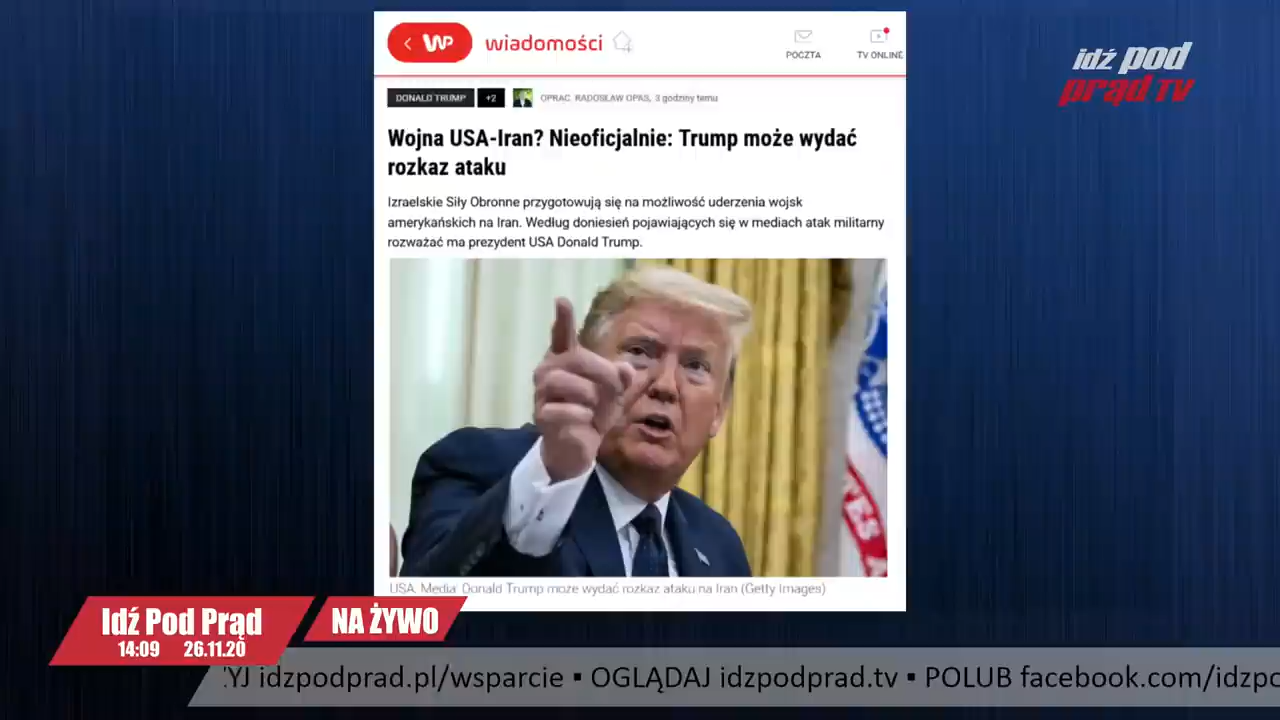 WP wiadomości
POCZTA
TV ONLINE
idź pod
prąd TV
DONALD TRUMP +2 OPRAC. RADOSŁAW OPAS, 3 godziny temu
Wojna USA-Iran? Nieoficjalnie: Trump może wydać
rozkaz ataku
Izraelskie Siły Obronne przygotowują się na możliwość uderzenia wojsk
amerykańskich na Iran. Według doniesień pojawiających się w mediach atak militarny
rozważać ma prezydent USA Donald Trump.
USA. Media: Donald Trump może wydać rozkaz ataku na Iran (Getty Images)
Idź Pod Prąd
NA ŻYWO
14:09 26.11.20
YJ idzpodprad.pl/wsparcie ▪ OGLĄDAJ idzpodprad.tv ▪ POLUB facebook.com/idzpo